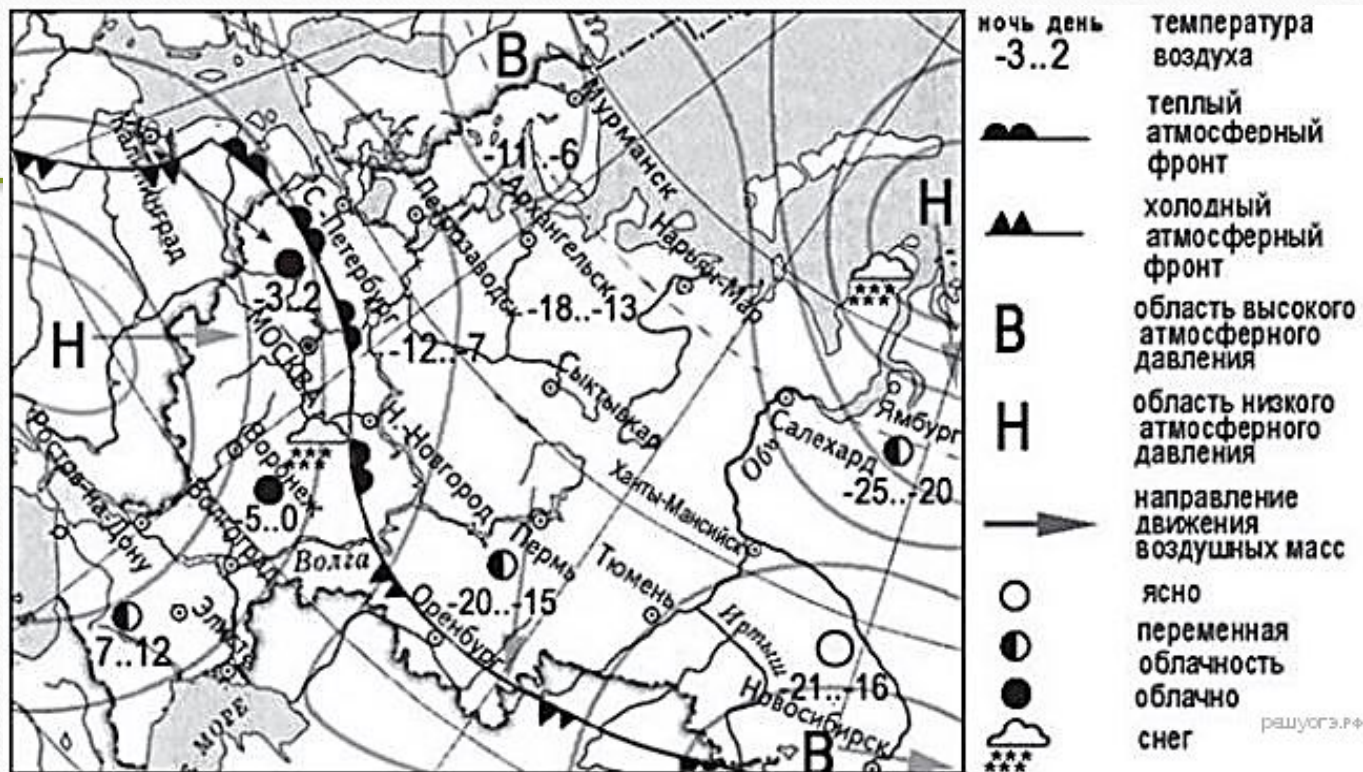 В
Мурманск
Калининград
-11..-6
Архангельск
Нарьян-Мар
Н
С.-Петербург
Петрозаводск
-3..2
-18..-13
Н
МОСКВА
-12..-7
Сыктывкар
Ямбург
Салехард
Обь
-25..-20
Н.-Новгород
Ростов-на-Дону
Воронеж
Волгоград
-5..0
Ханты-Мансийск
Пермь
Волга
Тюмень
Оренбург
-20..-15
Иртыш
Элиста
7..12
-21..-16
Новосибирск
МОРЕ
В
ночь день
-3..2
температура
воздуха
теплый
атмосферный
фронт
холодный
атмосферный
фронт
В
область высокого
атмосферного
давления
Н
область низкого
атмосферного
давления
направление
движения
воздушных масс
ясно
переменная
облачность
облачно
снег
решуогэ.рф